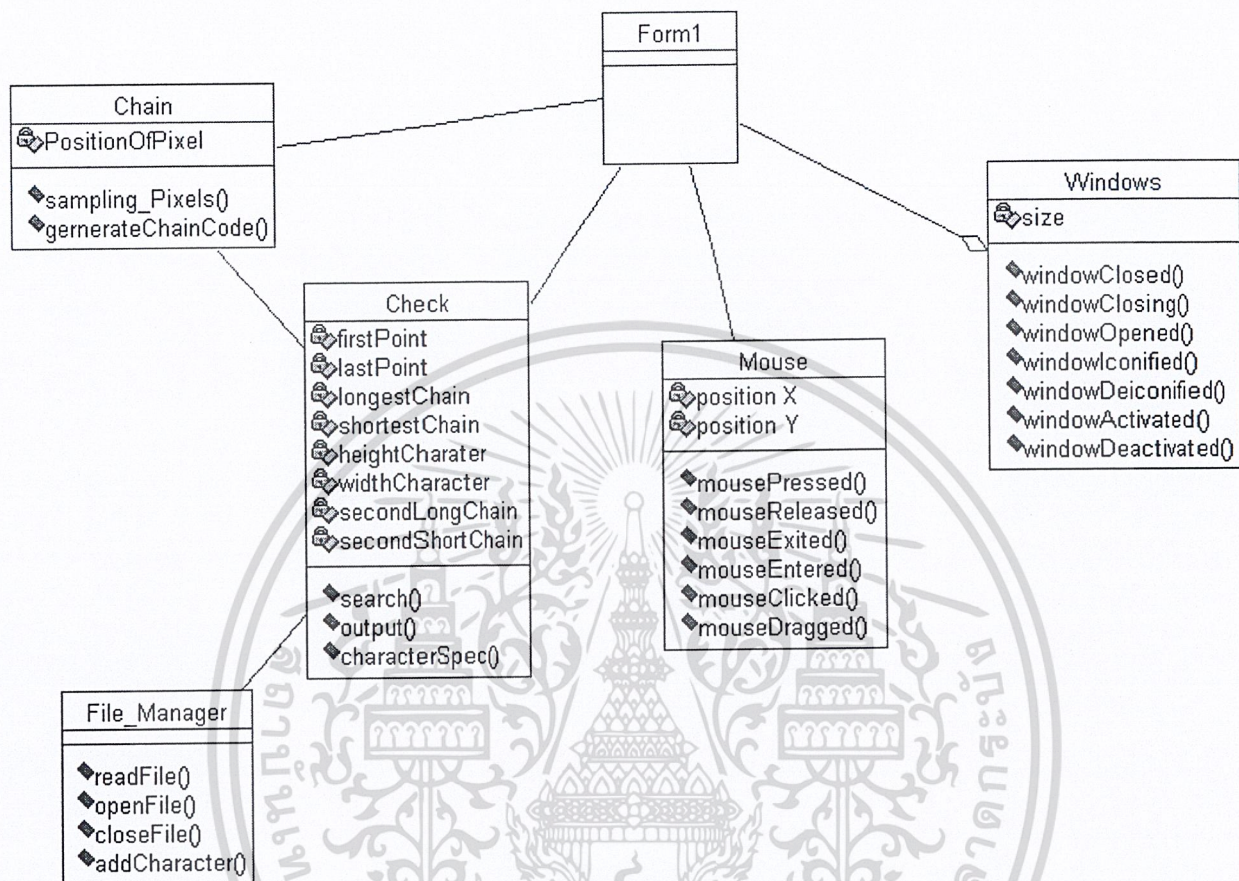 Form1
Chain
PositionOfPixel
sampling_Pixels()
gernerateChainCode()
Windows
size
windowClosed()
windowClosing()
windowOpened()
windowIconified()
windowDeiconified()
windowActivated()
windowDeactivated()
Check
firstPoint
lastPoint
longestChain
shortestChain
heightCharater
widthCharacter
secondLongChain
secondShortChain
search()
output()
characterSpec()
Mouse
position X
position Y
mousePressed()
mouseReleased()
mouseExited()
mouseEntered()
mouseClicked()
mouseDragged()
File_Manager
readFile()
openFile()
closeFile()
addCharacter()